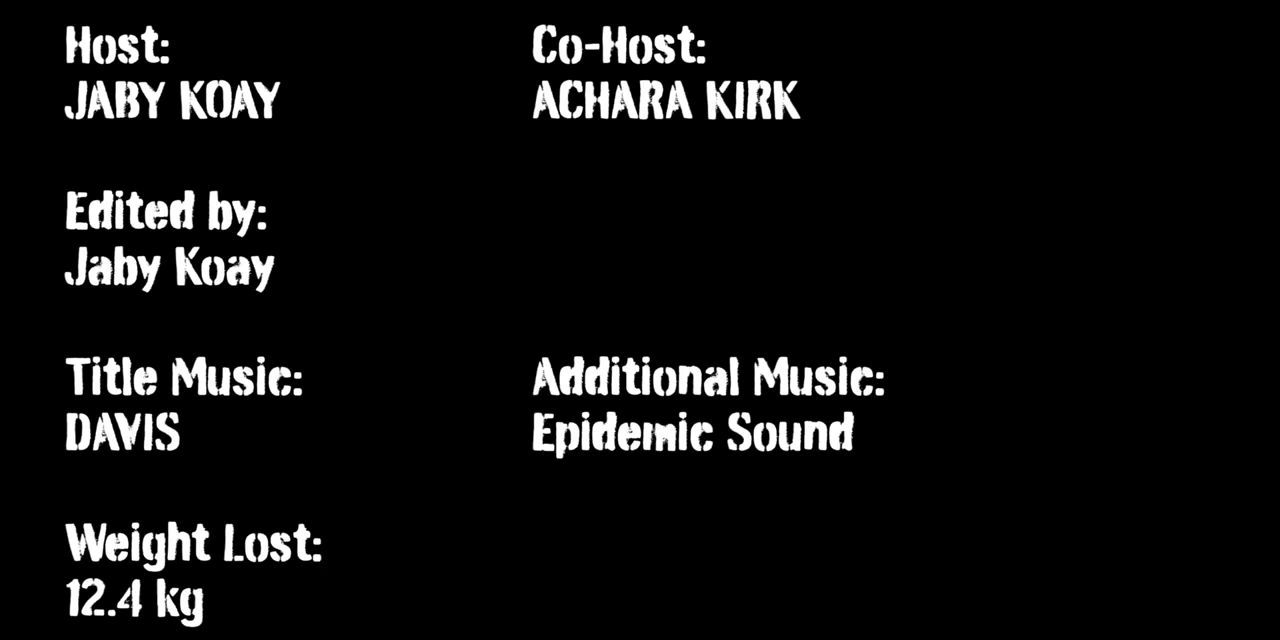 Host:
JABY KOAY
Co-Host:
ACHARA KIRK
Edited by:
Jaby Koay
Title Music:
DAVIS
Additional Music:
Epidemic Sound
Weight Lost:
12.4 kg